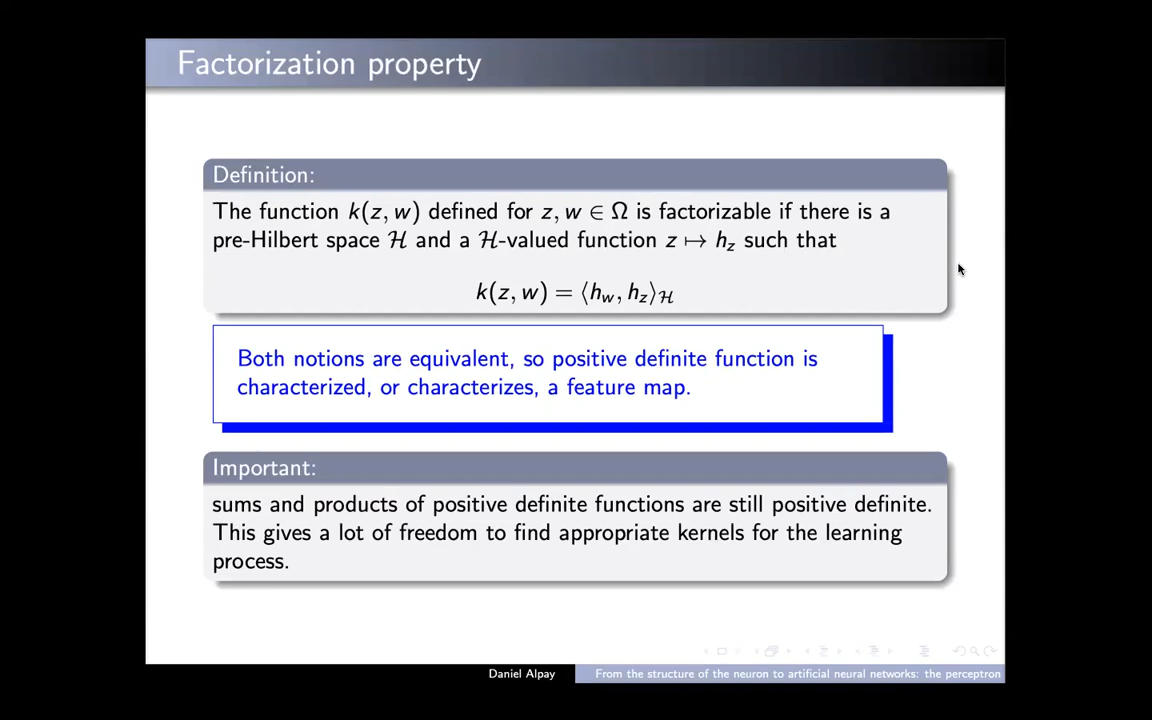 Factorization property
Definition:
The function k(z, w) defined for z, w ∈ Ω is factorizable if there is a
pre-Hilbert space ℋ and a ℋ-valued function z ↦ h_z such that
k(z, w) = ⟨h_w, h_z⟩_ℋ
Both notions are equivalent, so positive definite function is
characterized, or characterizes, a feature map.
Important:
sums and products of positive definite functions are still positive definite.
This gives a lot of freedom to find appropriate kernels for the learning
process.
Daniel Alpay
From the structure of the neuron to artificial neural networks: the perceptron